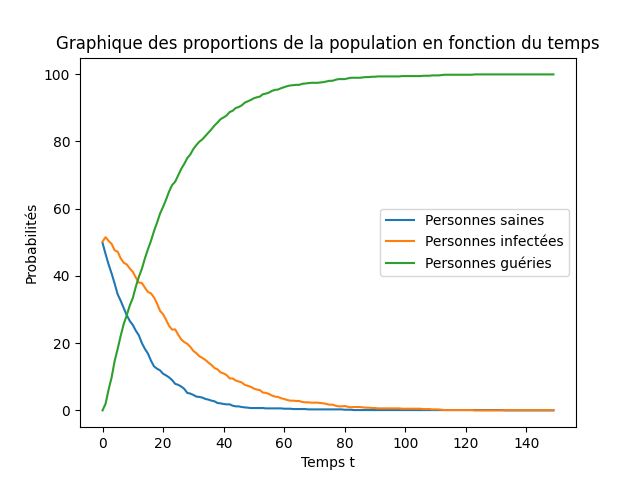 Graphique des proportions de la population en fonction du temps
100
80
60
40
20
0
Probabilités
Personnes saines
Personnes infectées
Personnes guéries
0 20 40 60 80 100 120 140
Temps t